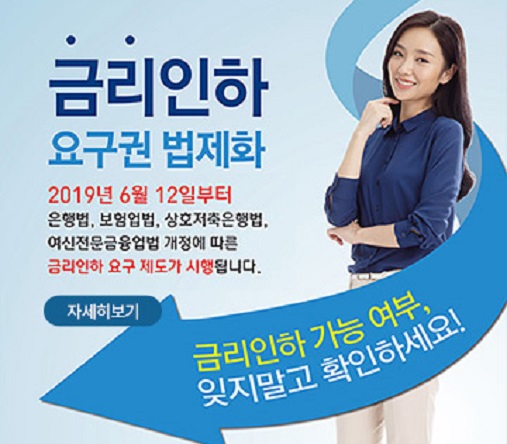 금리인하
요구권 법제화
2019년 6월 12일부터
은행법, 보험업법, 상호저축은행법,
여신전문금융업법 개정에 따른
금리인하 요구 제도가 시행됩니다.
자세히보기
금리인하 가능 여부,
잊지말고 확인하세요!